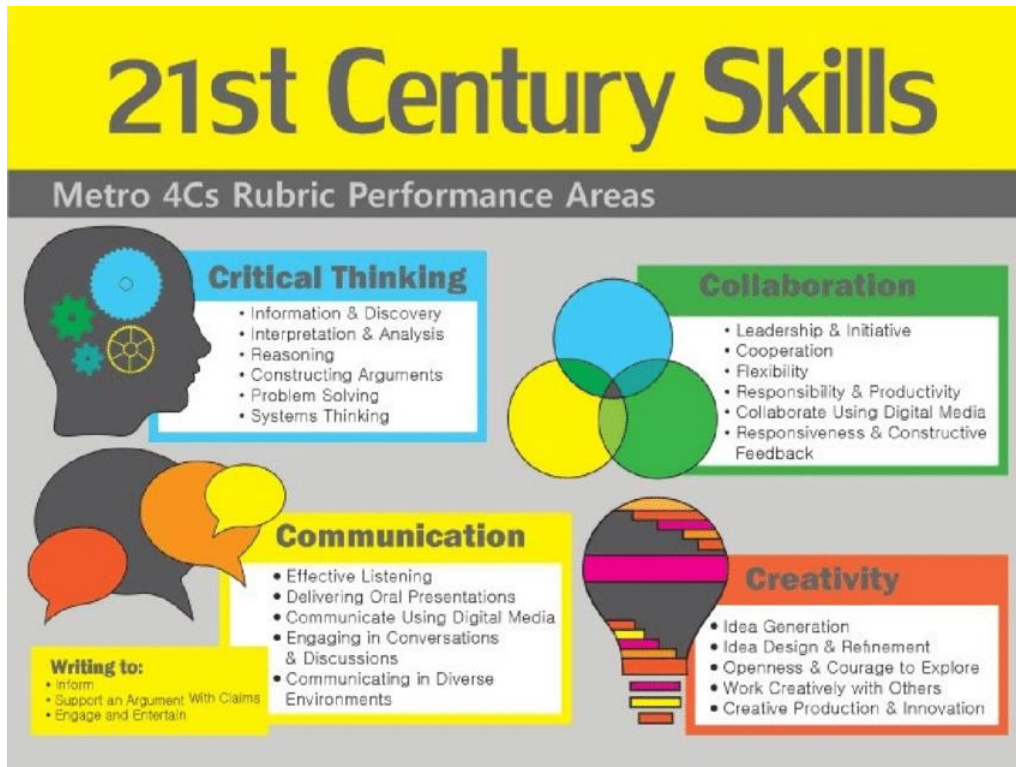 21st Century Skills
Metro 4Cs Rubric Performance Areas
Critical Thinking
• Information & Discovery
• Interpretation & Analysis
• Reasoning
• Constructing Arguments
• Problem Solving
• Systems Thinking
Collaboration
• Leadership & Initiative
• Cooperation
• Flexibility
• Responsibility & Productivity
• Collaborate Using Digital Media
• Responsiveness & Constructive
Feedback
Communication
• Effective Listening
• Delivering Oral Presentations
• Communicate Using Digital Media
• Engaging in Conversations
& Discussions
• Communicating in Diverse
Environments
Writing to:
• Inform
• Support an Argument With Claims
• Engage and Entertain
Creativity
• Idea Generation
• Idea Design & Refinement
• Openness & Courage to Explore
• Work Creatively with Others
• Creative Production & Innovation